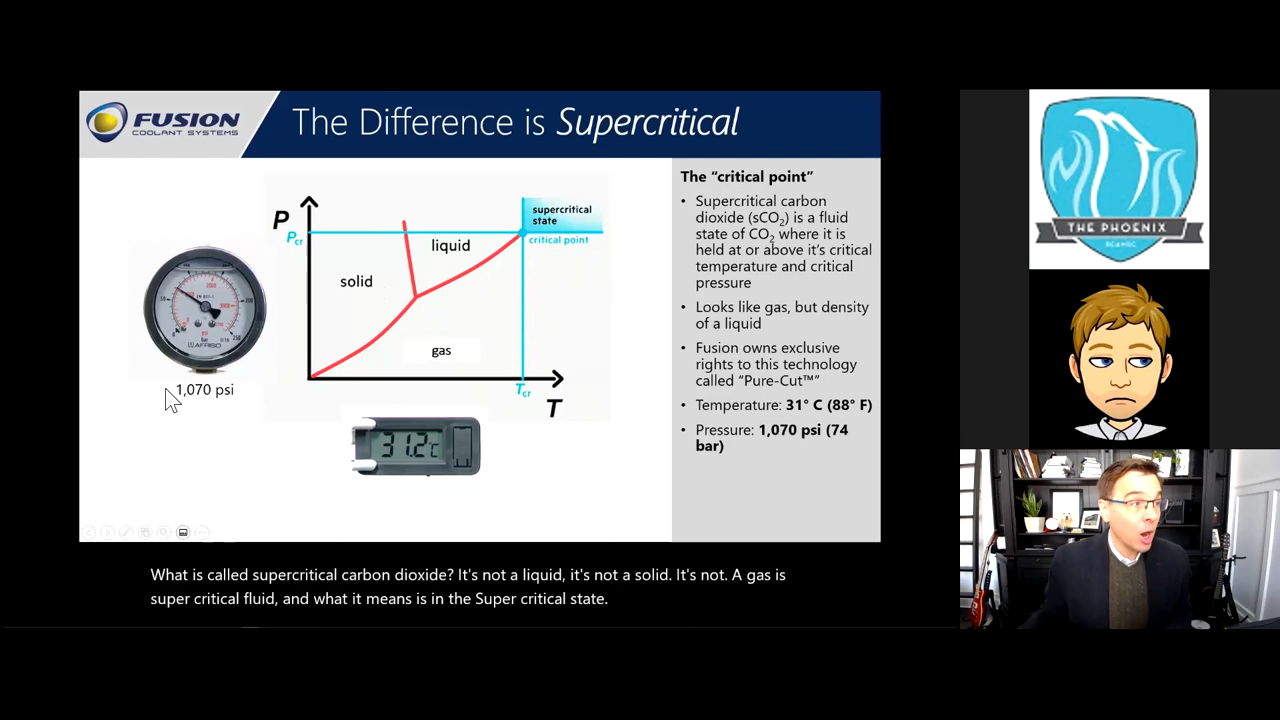 FUSION
COOLANT SYSTEMS
The Difference is Supercritical
P
Pcr
solid
liquid
gas
supercritical
state
critical point
Tcr
T
AFRISO
1,070 psi
31.2°C
The “critical point”
• Supercritical carbon
dioxide (sCO₂) is a fluid
state of CO₂ where it is
held at or above it’s critical
temperature and critical
pressure
• Looks like gas, but density
of a liquid
• Fusion owns exclusive
rights to this technology
called “Pure-Cut™”
• Temperature: 31° C (88° F)
• Pressure: 1,070 psi (74
bar)
THE PHOENIX
What is called supercritical carbon dioxide? It's not a liquid, it's not a solid. It's not. A gas is
super critical fluid, and what it means is in the Super critical state.